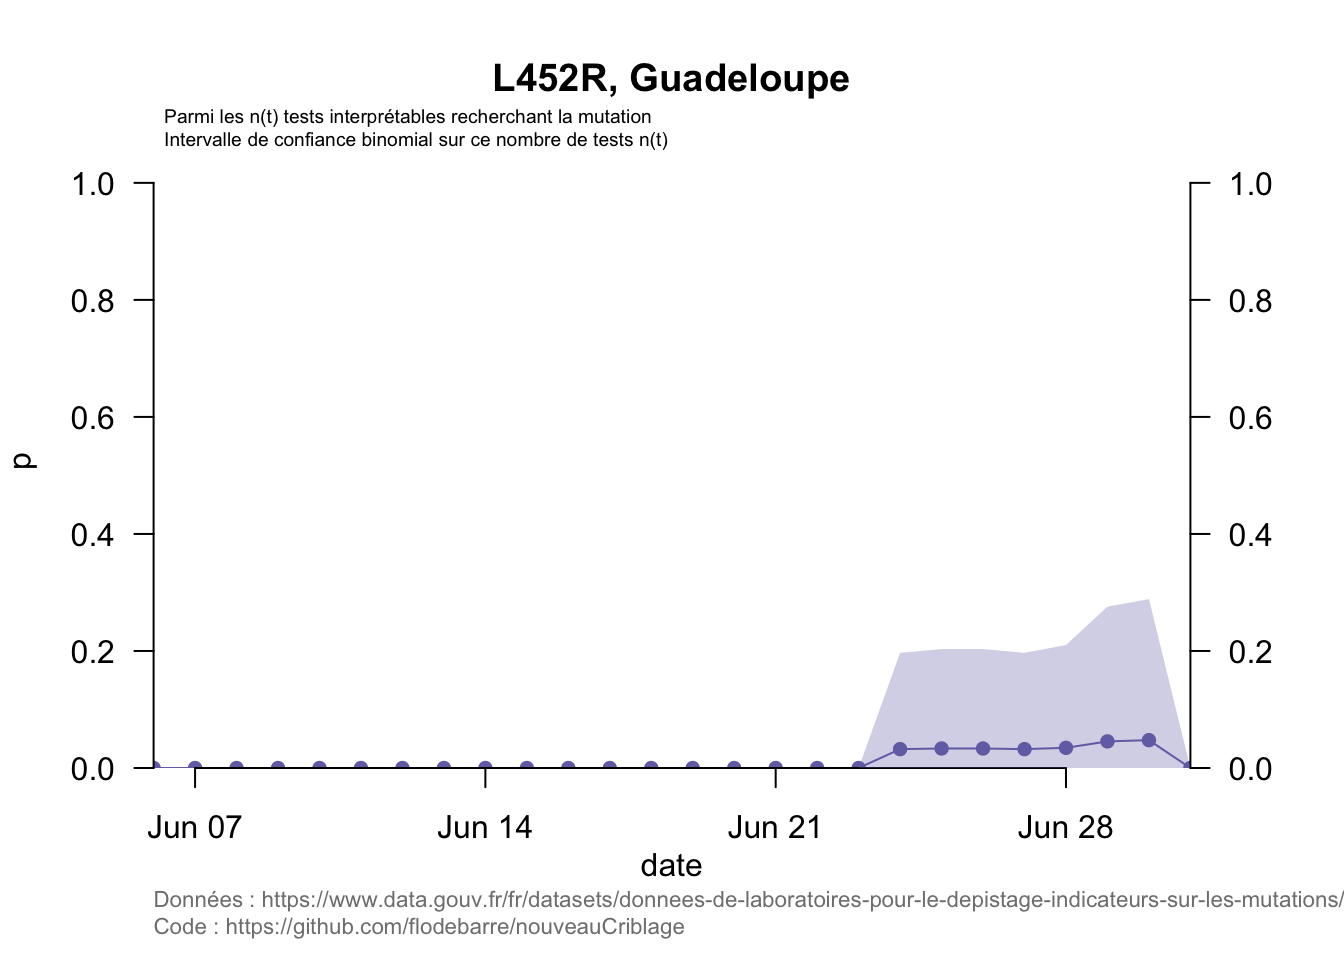 L452R, Guadeloupe
Parmi les n(t) tests interprétables recherchant la mutation
Intervalle de confiance binomial sur ce nombre de tests n(t)
1.0 1.0
0.8 0.8
0.6 0.6
p
0.4 0.4
0.2 0.2
0.0 0.0
Jun 07 Jun 14 Jun 21 Jun 28
date
Données : https://www.data.gouv.fr/fr/datasets/donnees-de-laboratoires-pour-le-depistage-indicateurs-sur-les-mutations/
Code : https://github.com/flodebarre/nouveauCriblage